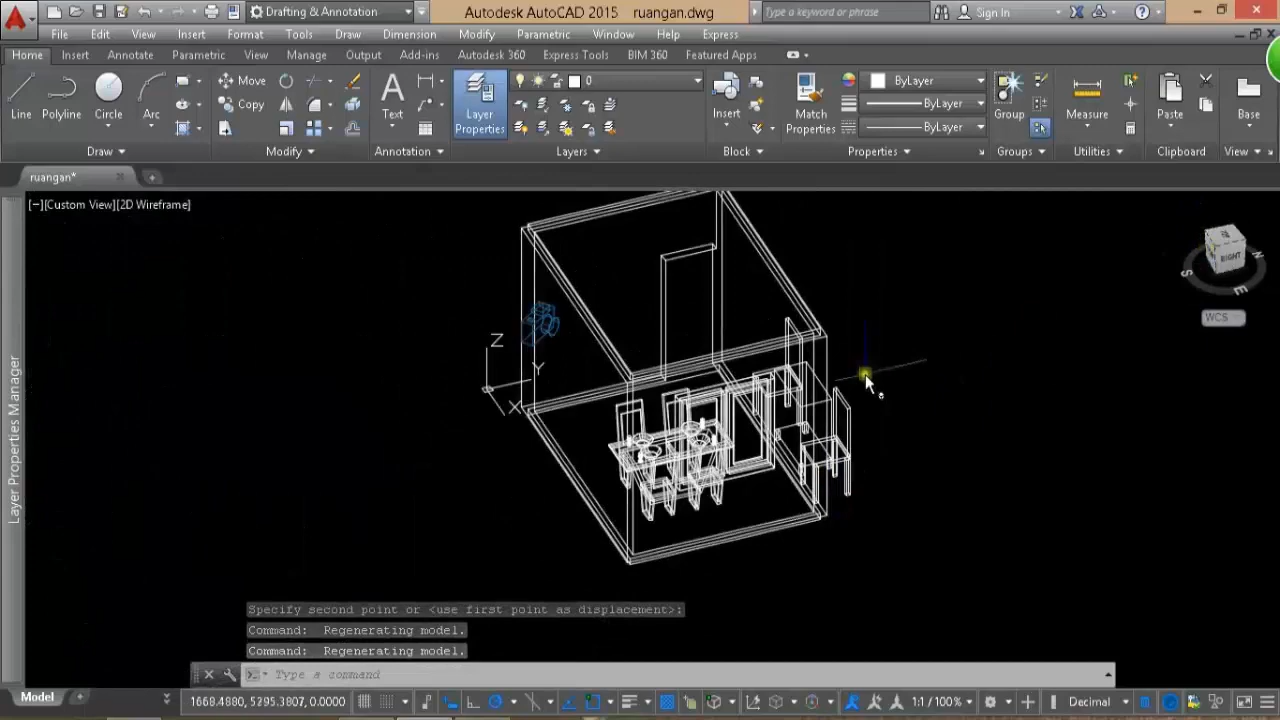 Drafting & Annotation
Autodesk AutoCAD 2015 ruangan.dwg
Type a keyword or phrase
Sign In
File Edit View Insert Format Tools Draw Dimension Modify Parametric Window Help Express
Home Insert Annotate Parametric View Manage Output Add-ins Autodesk 360 Express Tools BIM 360 Featured Apps
Line Polyline Circle Arc
Move
Copy
Text
Layer Properties
0
Insert
Match Properties
ByLayer
ByLayer
ByLayer
Group
Measure
Paste
Base
Draw Modify Annotation Layers Block Properties Groups Utilities Clipboard View
ruangan*
[−][Custom View][2D Wireframe]
RIGHT
S
N
E
WCS
Z
Y
X
Layer Properties Manager
Specify second point or <use first point as displacement>:
Command: Regenerating model.
Command: Regenerating model.
Type a command
Model
1668.4880, 5295.3807, 0.0000
1:1 / 100%
Decimal